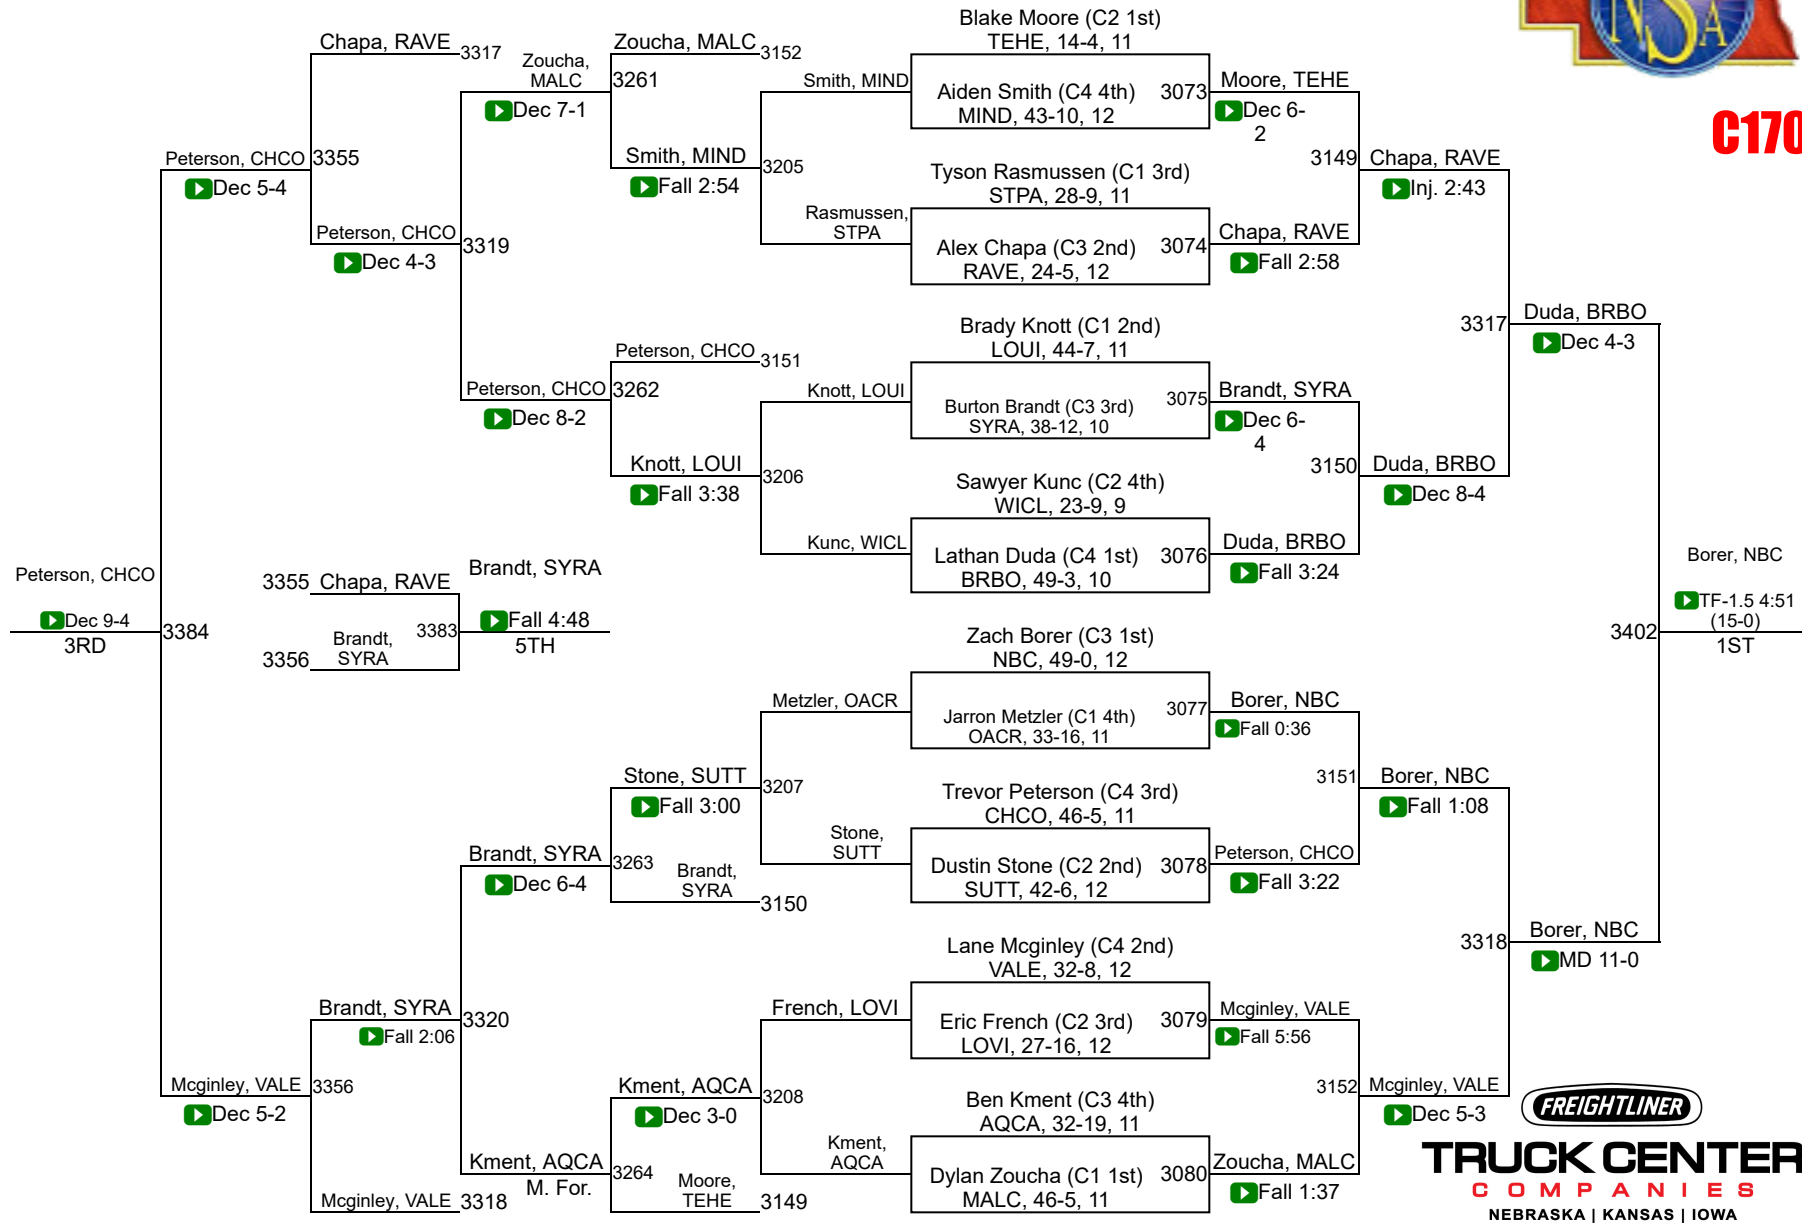 Chapa, RAVE
3317
Zoucha,
MALC
Dec 7-1
Zoucha, MALC
3152
3261
Smith, MIND
Fall 2:54
Smith, MIND
3205
Rasmussen,
STPA
Blake Moore (C2 1st)
TEHE, 14-4, 11
Aiden Smith (C4 4th)
MIND, 43-10, 12
3073
Moore, TEHE
Dec 6-
2
NSA
C170
Tyson Rasmussen (C1 3rd)
STPA, 28-9, 11
Alex Chapa (C3 2nd)
RAVE, 24-5, 12
3074
Chapa, RAVE
Fall 2:58
3149
Chapa, RAVE
Inj. 2:43
Peterson, CHCO
3355
Dec 5-4
Peterson, CHCO
3319
Dec 4-3
Peterson, CHCO
3151
Peterson, CHCO
3262
Dec 8-2
Knott, LOUI
Fall 3:38
Knott, LOUI
3206
Kunc, WICL
Brady Knott (C1 2nd)
LOUI, 44-7, 11
Burton Brandt (C3 3rd)
SYRA, 38-12, 10
3075
Brandt, SYRA
Dec 6-
4
Sawyer Kunc (C2 4th)
WICL, 23-9, 9
Lathan Duda (C4 1st)
BRBO, 49-3, 10
3076
Duda, BRBO
Fall 3:24
3150
Duda, BRBO
Dec 8-4
3317
Duda, BRBO
Dec 4-3
Peterson, CHCO
Dec 9-4
3RD
3384
3355
Chapa, RAVE
3356
Brandt,
SYRA
3383
Brandt, SYRA
Fall 4:48
5TH
3402
Borer, NBC
TF-1.5 4:51
(15-0)
1ST
Zach Borer (C3 1st)
NBC, 49-0, 12
Jarron Metzler (C1 4th)
OACR, 33-16, 11
3077
Borer, NBC
Fall 0:36
Metzler, OACR
3207
Stone, SUTT
Fall 3:00
Stone,
SUTT
Trevor Peterson (C4 3rd)
CHCO, 46-5, 11
Dustin Stone (C2 2nd)
SUTT, 42-6, 12
3078
Peterson, CHCO
Fall 3:22
3151
Borer, NBC
Fall 1:08
Brandt, SYRA
3263
Dec 6-4
Brandt,
SYRA
3150
3318
Borer, NBC
MD 11-0
Lane Mcginley (C4 2nd)
VALE, 32-8, 12
Eric French (C2 3rd)
LOVI, 27-16, 12
3079
Mcginley, VALE
Fall 5:56
French, LOVI
3208
Kment, AQCA
Dec 3-0
Kment,
AQCA
Ben Kment (C3 4th)
AQCA, 32-19, 11
Dylan Zoucha (C1 1st)
MALC, 46-5, 11
3080
Zoucha, MALC
Fall 1:37
3152
Mcginley, VALE
Dec 5-3
Brandt, SYRA
3320
Fall 2:06
Mcginley, VALE
3356
Dec 5-2
Kment, AQCA
3264
M. For.
Moore,
TEHE
3149
Mcginley, VALE
3318
FREIGHTLINER
TRUCK CENTER
COMPANIES
NEBRASKA | KANSAS | IOWA